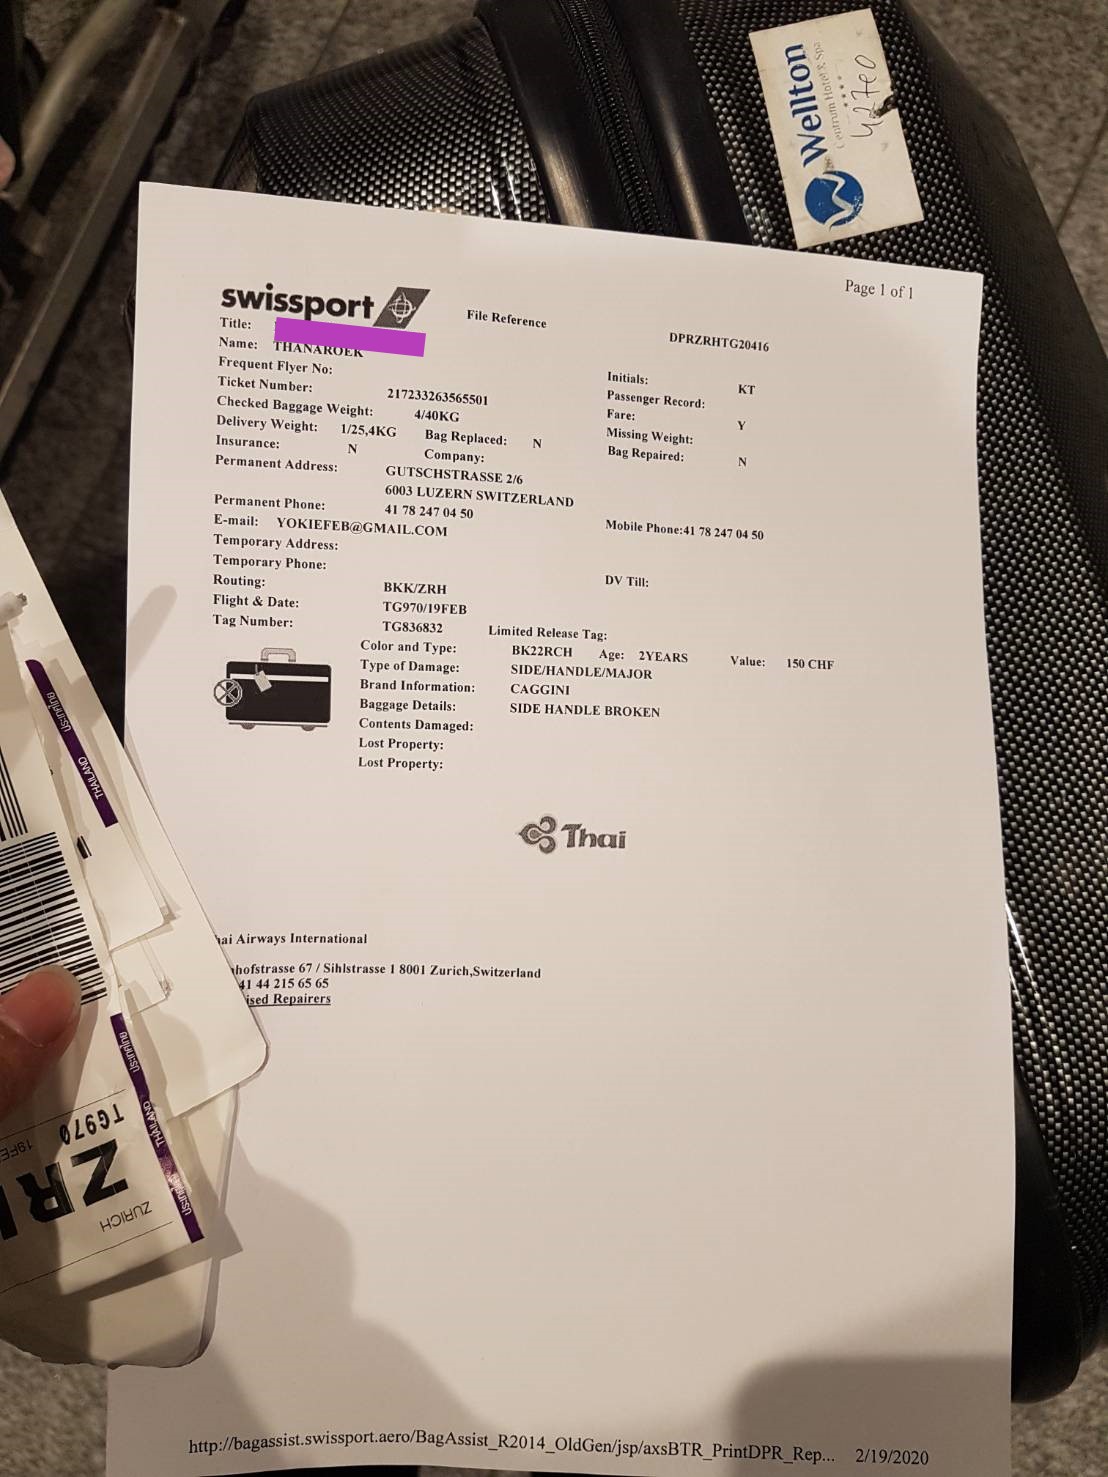 Wellton
Centrum Hotel & Spa
Page 1 of 1
swissport
File Reference
DPRZRHTG20416
Title:
Name: THANAROEK
Initials: KT
Frequent Flyer No:
Passenger Record:
Ticket Number: 217233263565501
Fare: Y
Checked Baggage Weight: 4/40KG
Missing Weight:
Delivery Weight: 1/25,4KG Bag Replaced: N
Bag Repaired: N
Insurance: N Company:
Permanent Address: GUTSCHSTRASSE 2/6
6003 LUZERN SWITZERLAND
Permanent Phone: 41 78 247 04 50
Mobile Phone:41 78 247 04 50
E-mail: YOKIEFEB@GMAIL.COM
Temporary Address:
Temporary Phone:
DV Till:
Routing: BKK/ZRH
Flight & Date: TG970/19FEB
Tag Number: TG836832 Limited Release Tag:
Color and Type: BK22RCH Age: 2YEARS Value: 150 CHF
Type of Damage: SIDE/HANDLE/MAJOR
Brand Information: CAGGINI
Baggage Details: SIDE HANDLE BROKEN
Contents Damaged:
Lost Property:
Lost Property:
Thai
hai Airways International
hofstrasse 67 / Sihlstrasse 1 8001 Zurich,Switzerland
41 44 215 65 65
ised Repairers
http://bagassist.swissport.aero/BagAssist_R2014_OldGen/jsp/axsBTR_PrintDPR_Rep... 2/19/2020
THAILAND
THAILAND
TG970
ZURICH